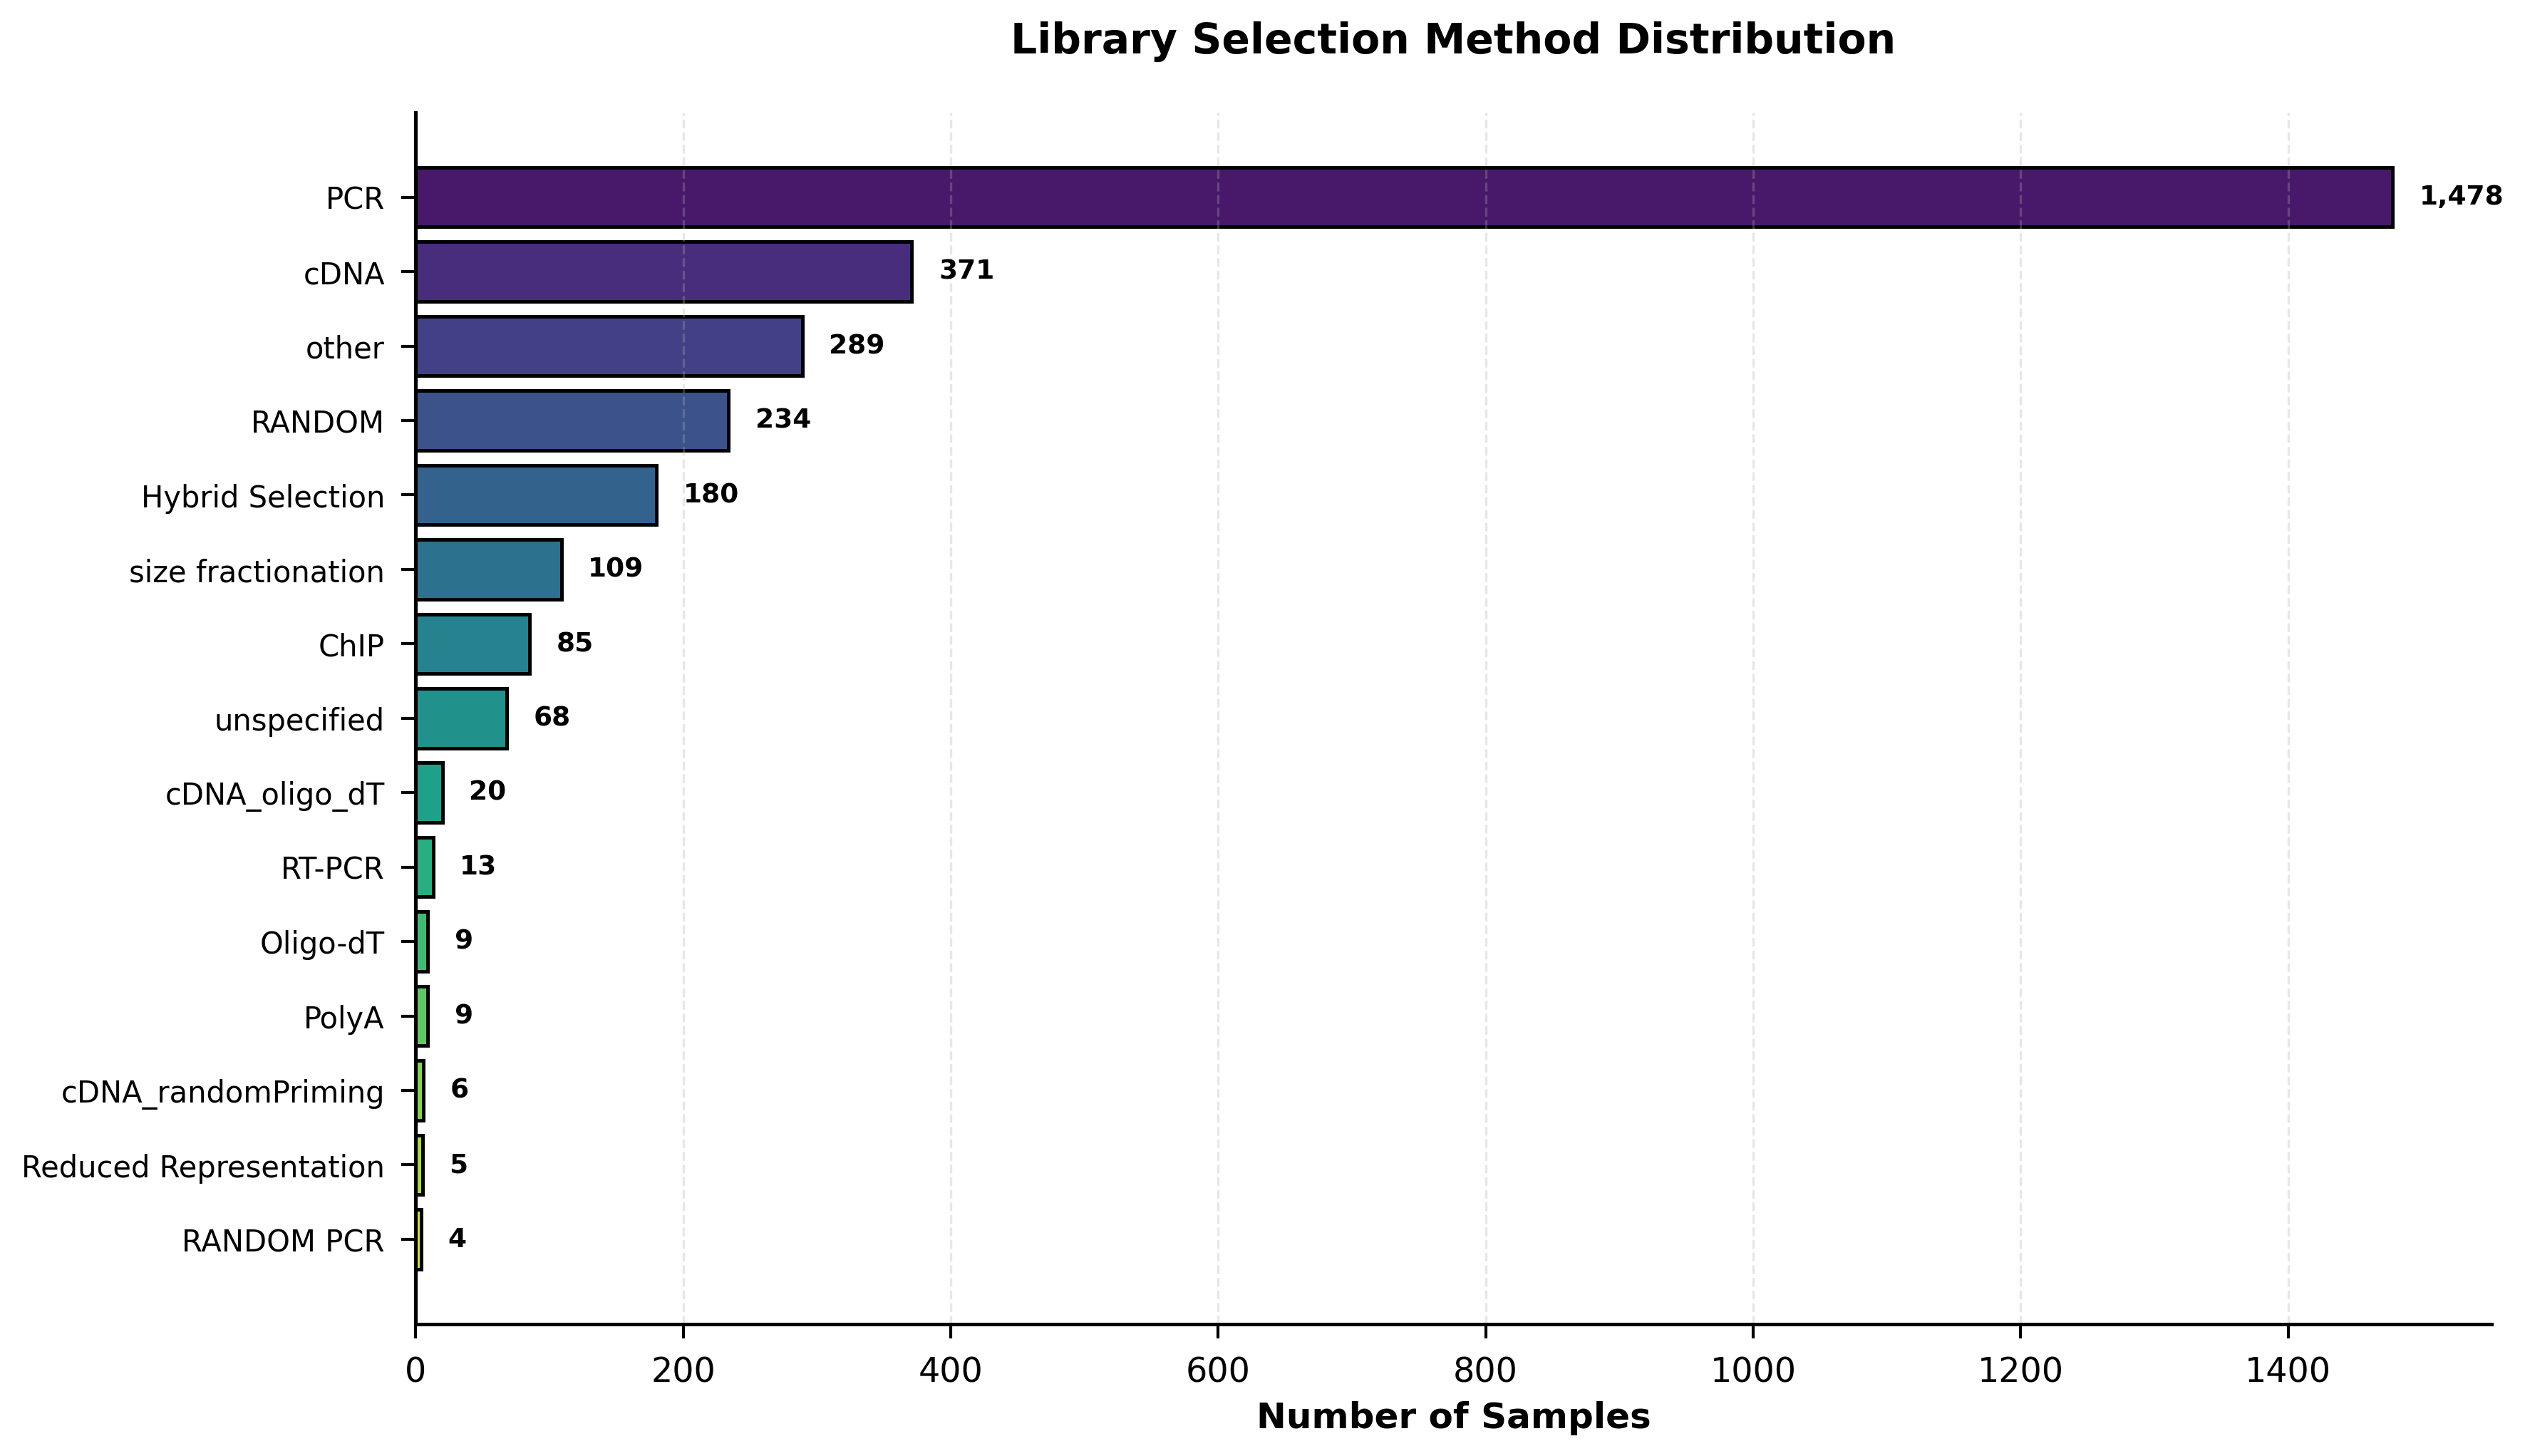 Library Selection Method Distribution
PCR 1,478
cDNA 371
other 289
RANDOM 234
Hybrid Selection 180
size fractionation 109
ChIP 85
unspecified 68
cDNA_oligo_dT 20
RT-PCR 13
Oligo-dT 9
PolyA 9
cDNA_randomPriming 6
Reduced Representation 5
RANDOM PCR 4
0 200 400 600 800 1000 1200 1400
Number of Samples